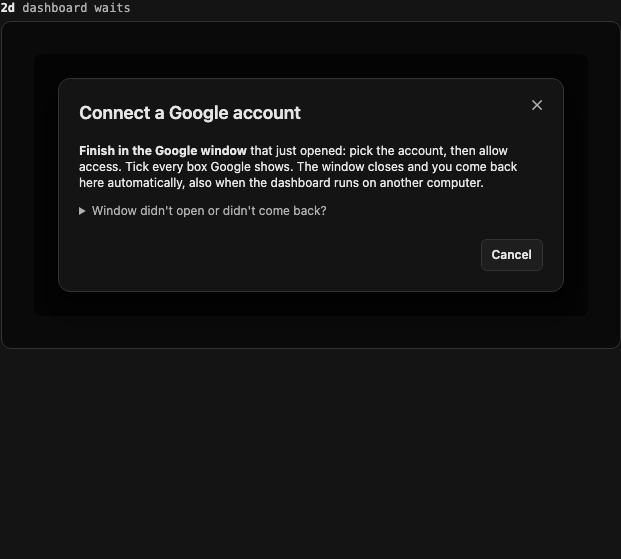 2d dashboard waits
Connect a Google account
Finish in the Google window that just opened: pick the account, then allow
access. Tick every box Google shows. The window closes and you come back
here automatically, also when the dashboard runs on another computer.
Window didn't open or didn't come back?
Cancel